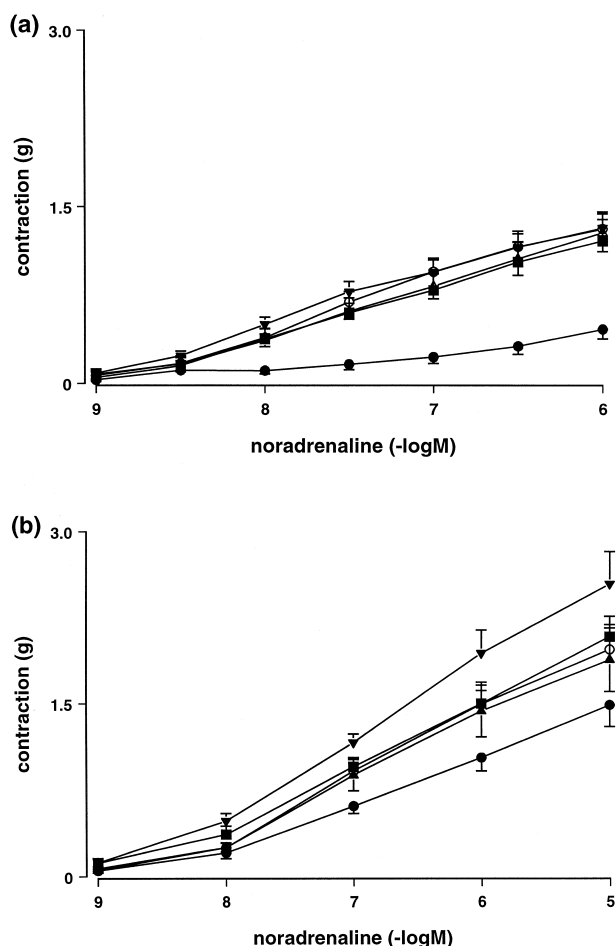 (a)
3.0
1.5
0
contraction (g)
9 8 7 6
noradrenaline (-logM)
(b)
3.0
1.5
0
contraction (g)
9 8 7 6 5
noradrenaline (-logM)